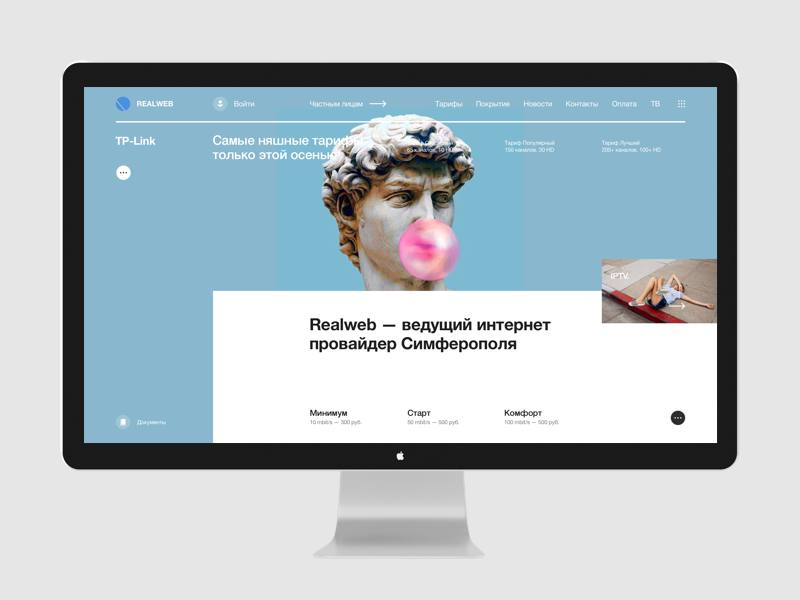 REALWEB
Войти
Частным лицам
Тарифы
Покрытие
Новости
Контакты
Оплата
ТВ
TP-Link
Самые няшные тарифы
только этой осенью
Тариф Популярный
150 каналов, 30 HD
Тариф Лучший
200+ каналов, 100+ HD
IPTV.
Realweb — ведущий интернет
провайдер Симферополя
Минимум
10 mbit/s — 300 руб.
Старт
50 mbit/s — 500 руб.
Комфорт
100 mbit/s — 500 руб.
Документы